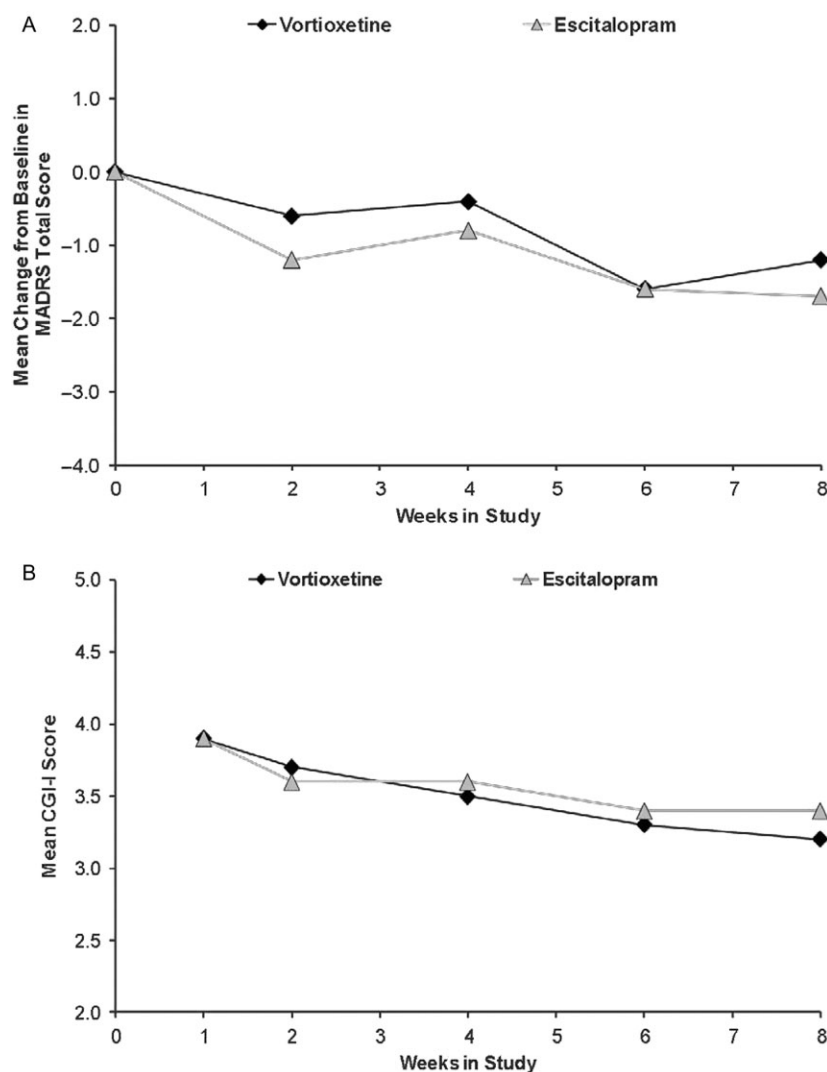 A
Vortioxetine Escitalopram
2.0
1.0
0.0
–1.0
–2.0
–3.0
–4.0
Mean Change from Baseline in
MADRS Total Score
0 1 2 3 4 5 6 7 8
Weeks in Study
B
Vortioxetine Escitalopram
5.0
4.5
4.0
3.5
3.0
2.5
2.0
Mean CGI-I Score
0 1 2 3 4 5 6 7 8
Weeks in Study